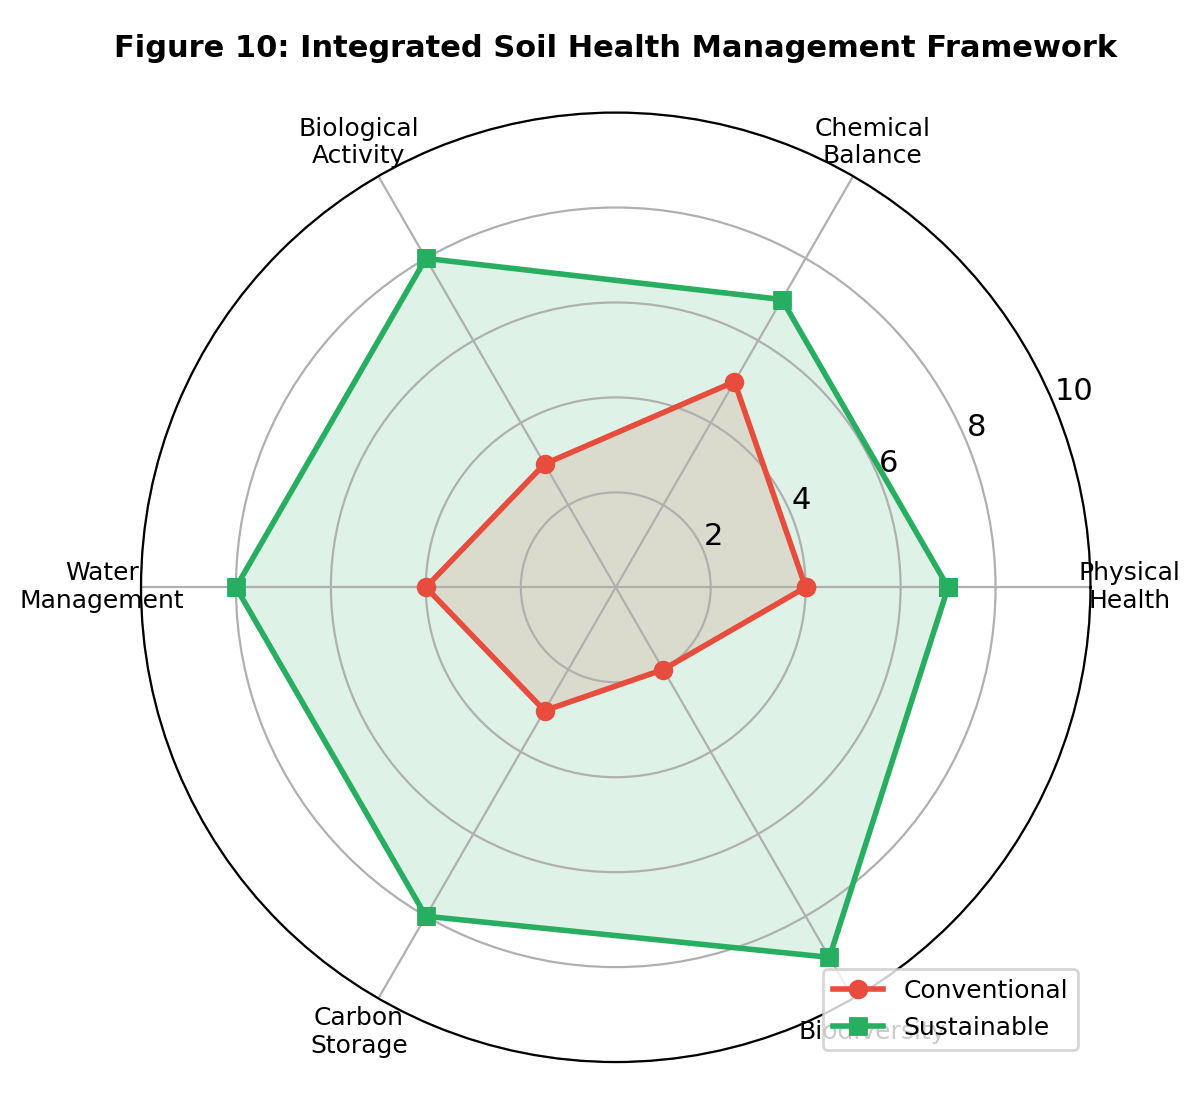 Figure 10: Integrated Soil Health Management Framework
Biological
Activity
Chemical
Balance
10
8
6
4
2
Water
Management
Physical
Health
Carbon
Storage
Biodiversity
Conventional
Sustainable